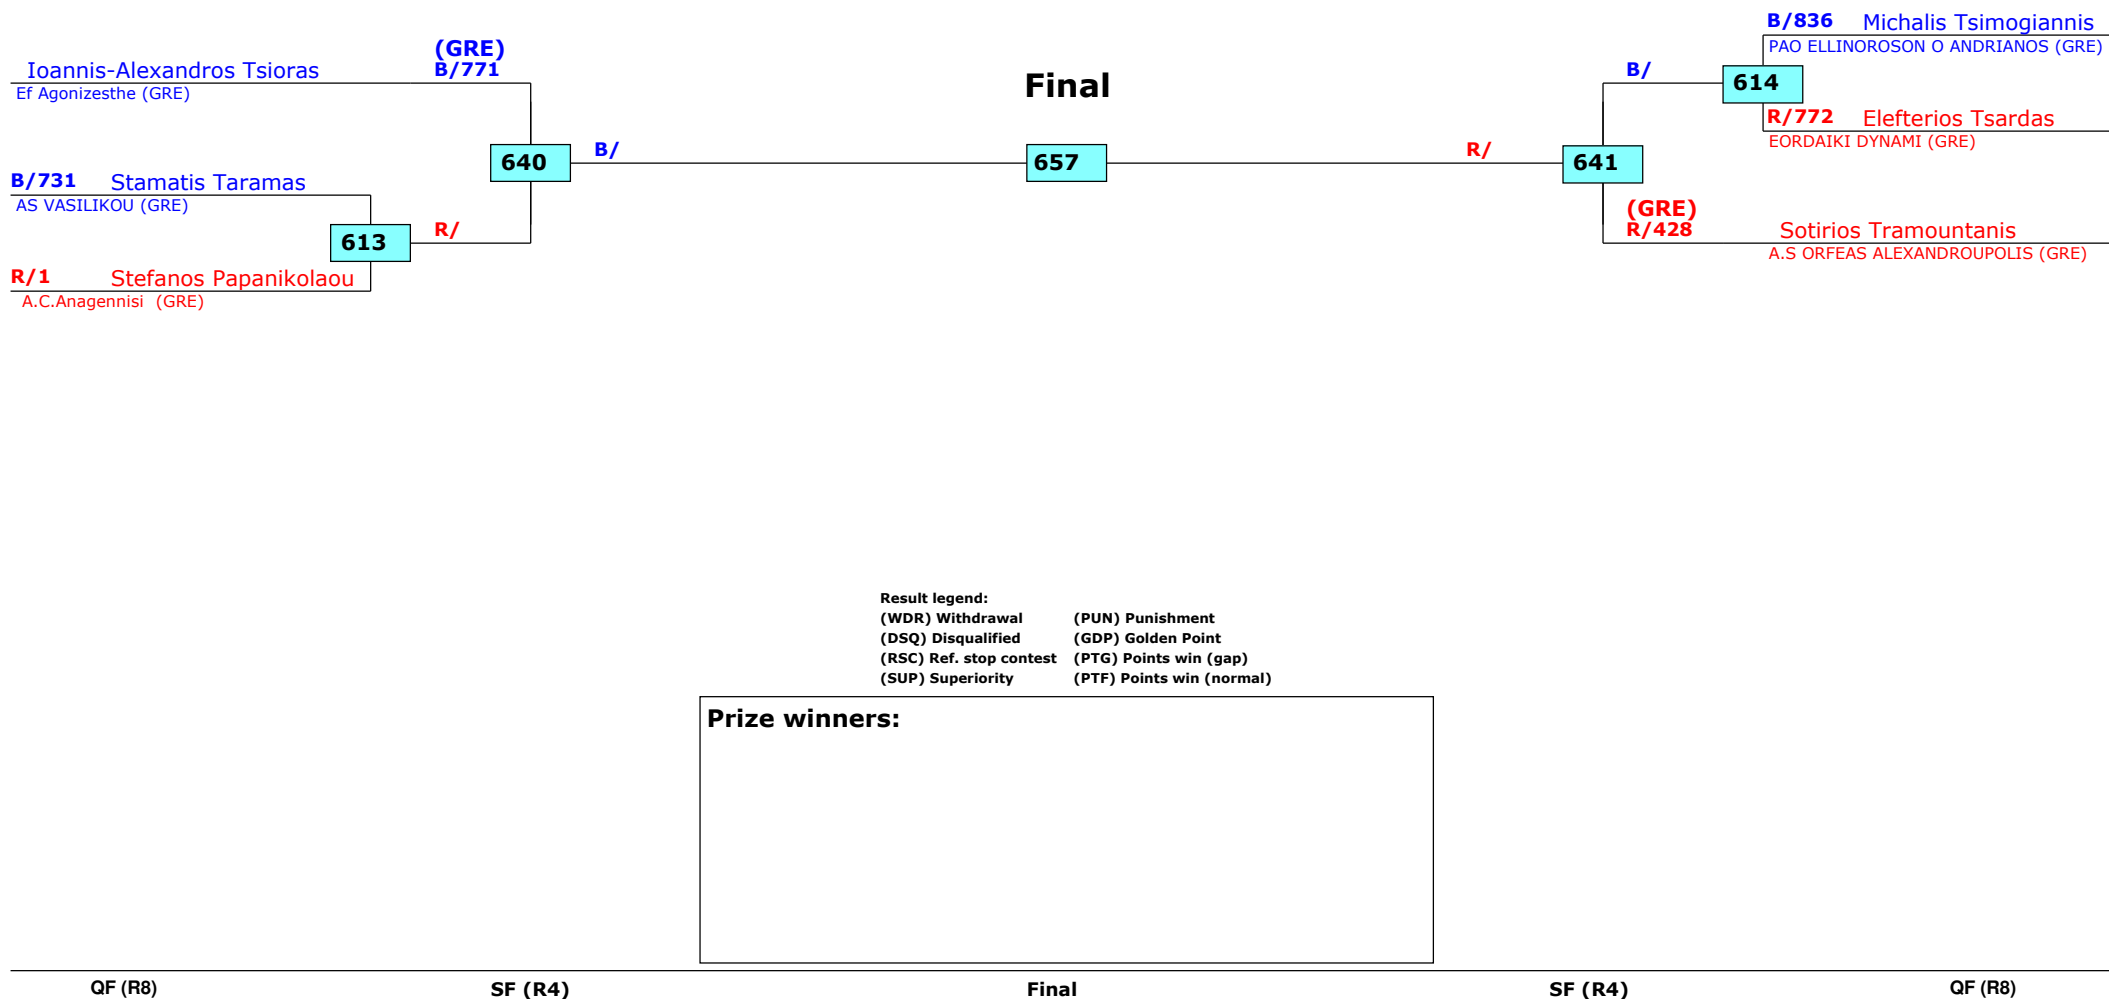 B/836 Michalis Tsimogiannis
PAO ELLINOROSON O ANDRIANOS (GRE)
(GRE)
Ioannis-Alexandros Tsioras B/771
Ef Agonizesthe (GRE)
Final
B/
614
R/772 Elefterios Tsardas
EORDAIKI DYNAMI (GRE)
640
B/
657
R/
641
B/731 Stamatis Taramas
AS VASILIKOU (GRE)
613
R/
(GRE)
R/428 Sotirios Tramountanis
A.S ORFEAS ALEXANDROUPOLIS (GRE)
R/1 Stefanos Papanikolaou
A.C.Anagennisi (GRE)
Result legend:
(WDR) Withdrawal (PUN) Punishment
(DSQ) Disqualified (GDP) Golden Point
(RSC) Ref. stop contest (PTG) Points win (gap)
(SUP) Superiority (PTF) Points win (normal)
Prize winners:
QF (R8) SF (R4) Final SF (R4) QF (R8)